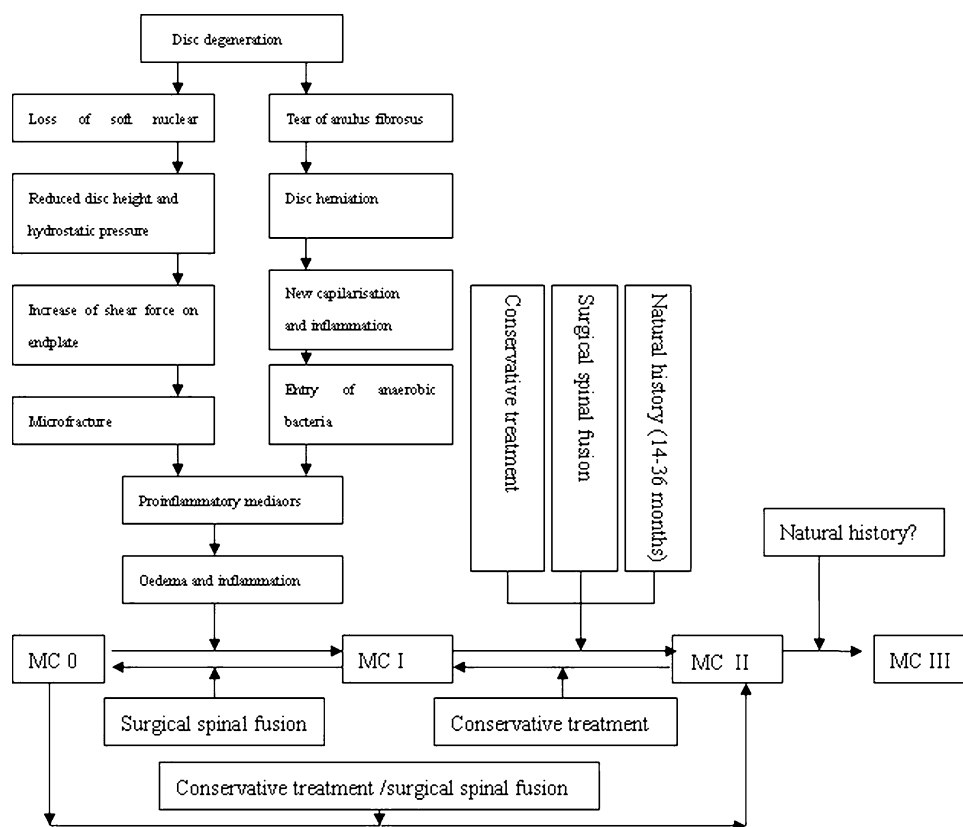 Disc degeneration
Loss of soft nuclear
Tear of anulus fibrosus
Reduced disc height and
hydrostatic pressure
Disc herniation
Increase of shear force on
endplate
New capilarisation
and inflammation
Microfracture
Entry of anaerobic
bacteria
Proinflammatory mediaors
Oedema and inflammation
Conservative treatment
Surgical spinal fusion
Natural history (14-36 months)
Natural history?
MC 0
MC I
MC II
MC III
Surgical spinal fusion
Conservative treatment
Conservative treatment /surgical spinal fusion